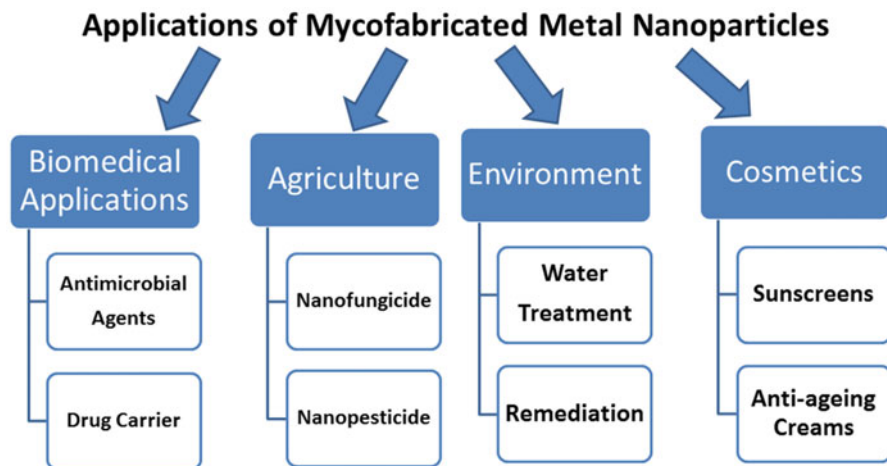 Applications of Mycofabricated Metal Nanoparticles
Biomedical
Applications
Antimicrobial
Agents
Drug Carrier
Agriculture
Nanofungicide
Nanopesticide
Environment
Water
Treatment
Remediation
Cosmetics
Sunscreens
Anti-ageing
Creams